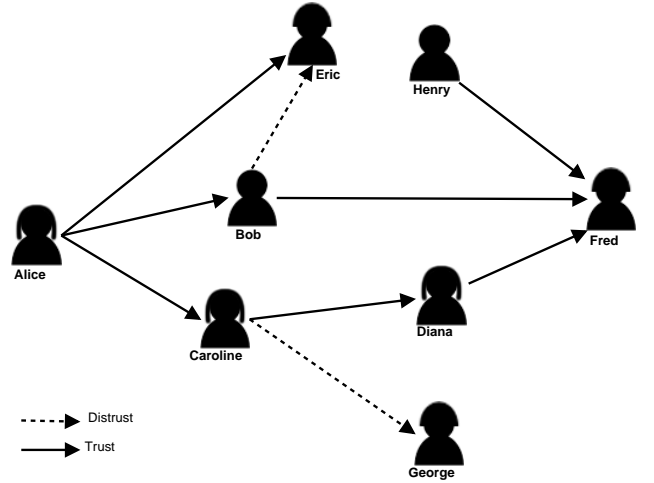 Eric
Henry
Bob
Fred
Alice
Diana
Caroline
Distrust
Trust
George